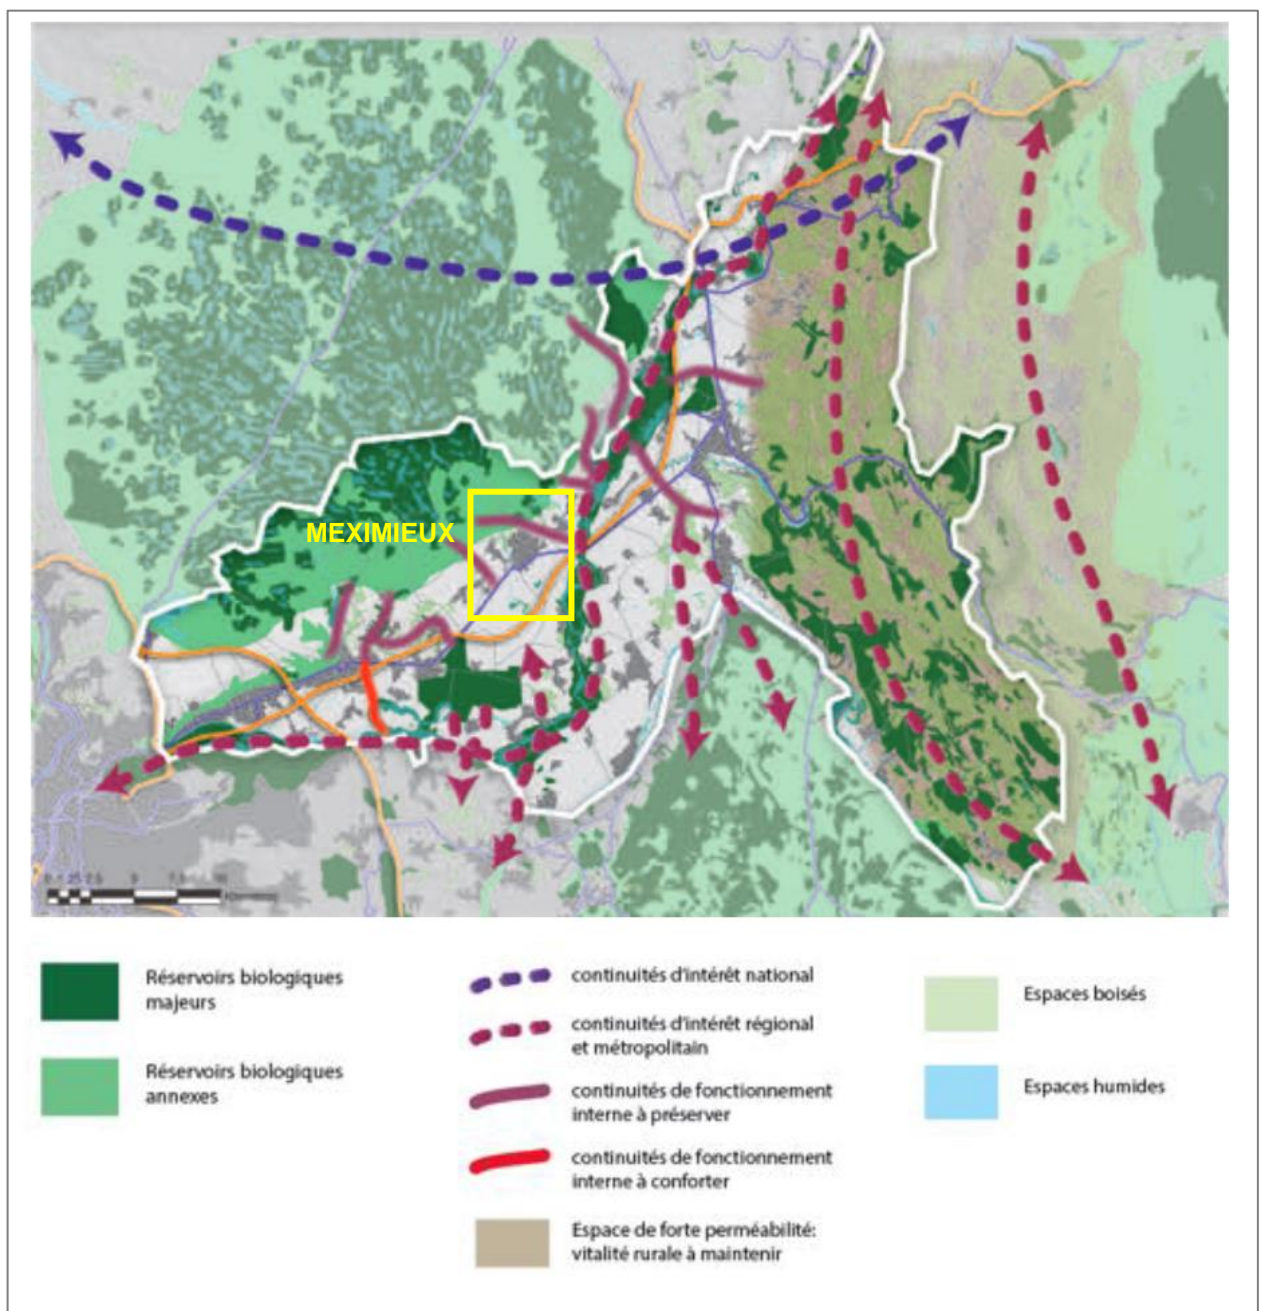 MEXIMIEUX
Réservoirs biologiques
majeurs
Réservoirs biologiques
annexes
continuités d'intérêt national
continuités d'intérêt régional
et métropolitain
continuités de fonctionnement
interne à préserver
continuités de fonctionnement
interne à conforter
Espace de forte perméabilité:
vitalité rurale à maintenir
Espaces boisés
Espaces humides